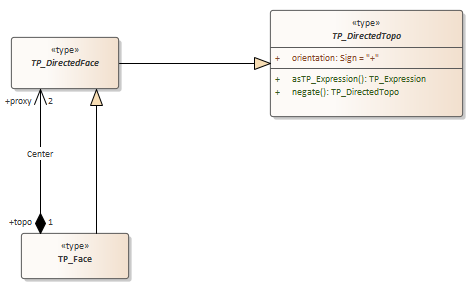 «type»
TP_DirectedTopo
+ orientation: Sign = "+"
+ asTP_Expression(): TP_Expression
+ negate(): TP_DirectedTopo
«type»
TP_DirectedFace
+proxy 2
Center
+topo 1
«type»
TP_Face